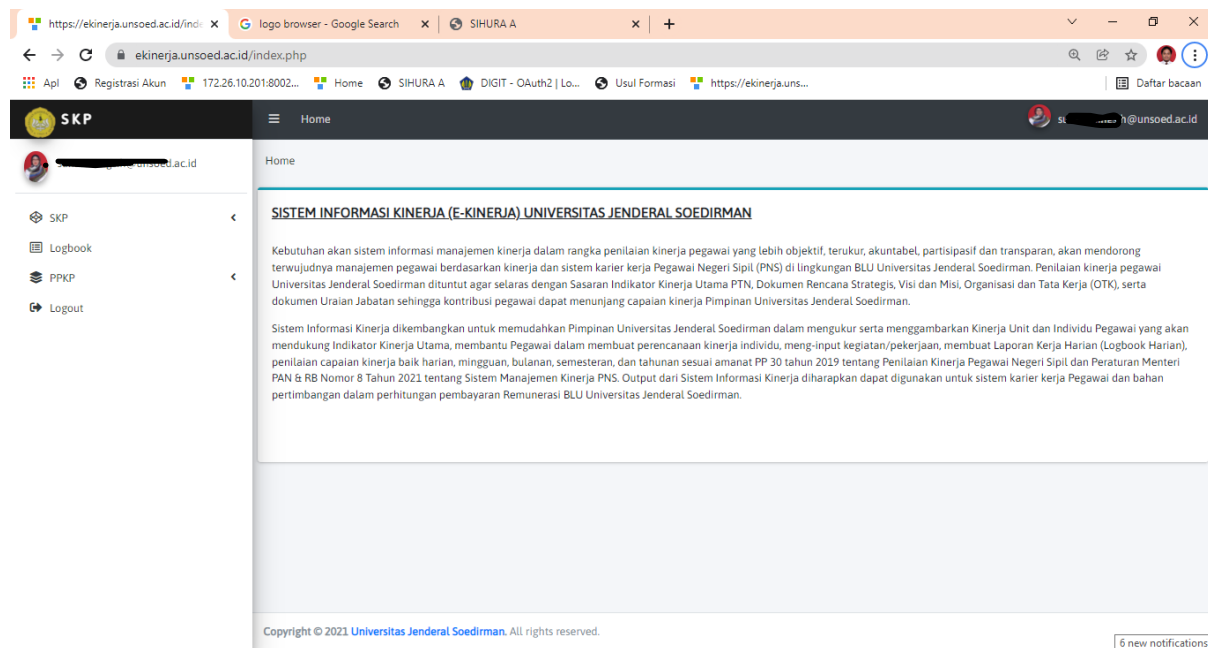 https://ekinerja.unsoed.ac.id/inde
logo browser - Google Search
SIHURA A
ekinerja.unsoed.ac.id/index.php
Apl Registrasi Akun 172.26.10.201:8002... Home SIHURA A DIGIT - OAuth2 | Lo... Usul Formasi https://ekinerja.uns... Daftar bacaan
SKP
Home
h@unsoed.ac.id
unsoed.ac.id
Home
SKP
Logbook
PPKP
Logout
SISTEM INFORMASI KINERJA (E-KINERJA) UNIVERSITAS JENDERAL SOEDIRMAN
Kebutuhan akan sistem informasi manajemen kinerja dalam rangka penilaian kinerja pegawai yang lebih objektif, terukur, akuntabel, partisipasif dan transparan, akan mendorong
terwujudnya manajemen pegawai berdasarkan kinerja dan sistem karier kerja Pegawai Negeri Sipil (PNS) di lingkungan BLU Universitas Jenderal Soedirman. Penilaian kinerja pegawai
Universitas Jenderal Soedirman dituntut agar selaras dengan Sasaran Indikator Kinerja Utama PTN, Dokumen Rencana Strategis, Visi dan Misi, Organisasi dan Tata Kerja (OTK), serta
dokumen Uraian Jabatan sehingga kontribusi pegawai dapat menunjang capaian kinerja Pimpinan Universitas Jenderal Soedirman.
Sistem Informasi Kinerja dikembangkan untuk memudahkan Pimpinan Universitas Jenderal Soedirman dalam mengukur serta menggambarkan Kinerja Unit dan Individu Pegawai yang akan
mendukung Indikator Kinerja Utama, membantu Pegawai dalam membuat perencanaan kinerja individu, meng-input kegiatan/pekerjaan, membuat Laporan Kerja Harian (Logbook Harian),
penilaian capaian kinerja baik harian, mingguan, bulanan, semesteran, dan tahunan sesuai amanat PP 30 tahun 2019 tentang Penilaian Kinerja Pegawai Negeri Sipil dan Peraturan Menteri
PAN & RB Nomor 8 Tahun 2021 tentang Sistem Manajemen Kinerja PNS. Output dari Sistem Informasi Kinerja diharapkan dapat digunakan untuk sistem karier kerja Pegawai dan bahan
pertimbangan dalam perhitungan pembayaran Remunerasi BLU Universitas Jenderal Soedirman.
Copyright © 2021 Universitas Jenderal Soedirman. All rights reserved.
6 new notifications